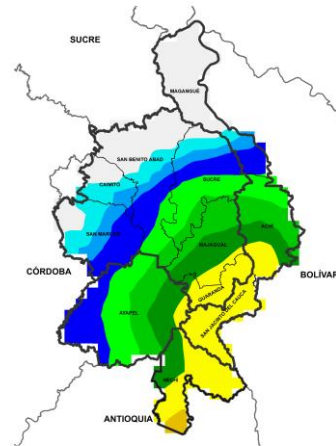 SUCRE
MAGANGUE
SAN BENITO ABAD
CAIMITO
SUCRE
SAN MARCOS
ACHI
MAJAGUAL
CÓRDOBA
BOLÍVAR
GUARANDA
AYAPEL
SAN JACINTO DEL CAUCA
NECHI
ANTIOQUIA